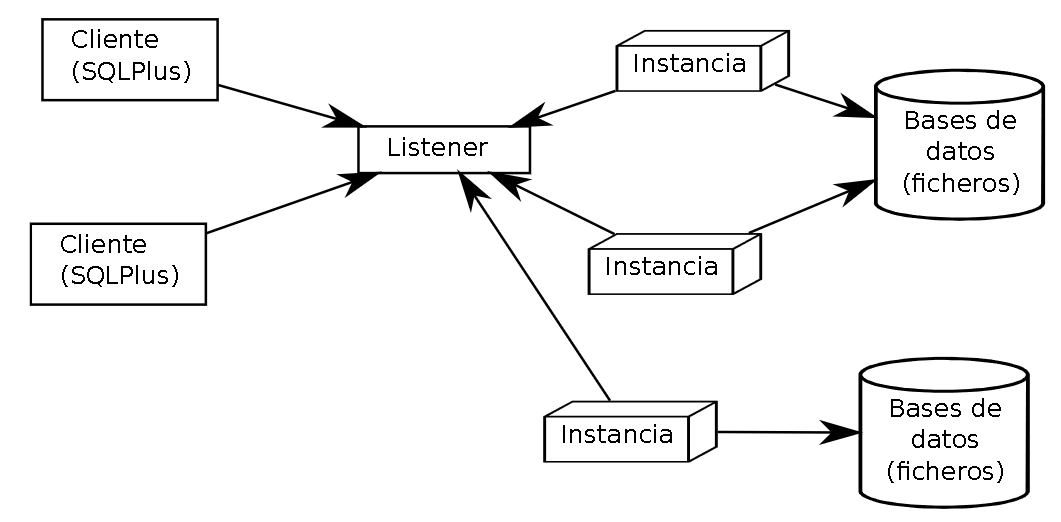 Cliente
(SQLPlus)
Instancia
Bases de
datos
(ficheros)
Listener
Cliente
(SQLPlus)
Instancia
Instancia
Bases de
datos
(ficheros)